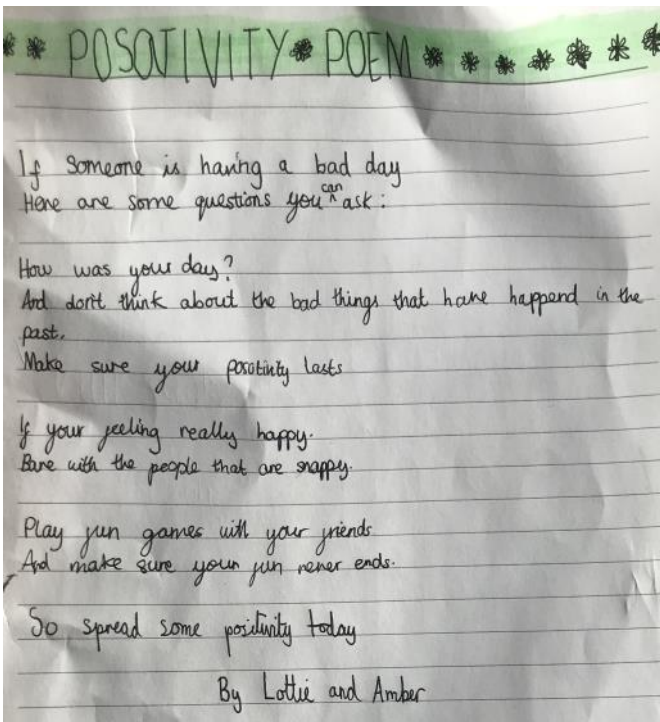 POSOTIVITY POEM
If someone is having a bad day
Here are some questions you can ask:
How was your day?
And don't think about the bad things that have happend in the
past.
Make sure your posotivity lasts
If your feeling really happy.
Bare with the people that are snappy.
Play fun games with your friends
And make sure your fun never ends.
So spread some positivity today
By Lottie and Amber